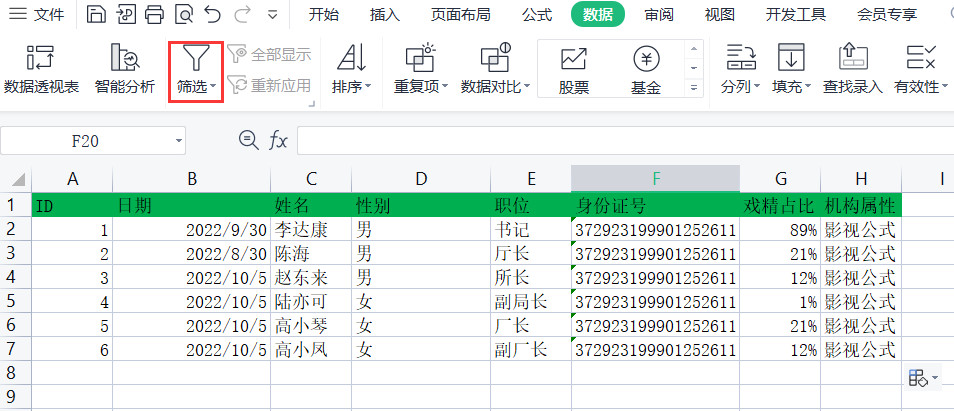 文件 开始 插入 页面布局 公式 数据 审阅 视图 开发工具 会员专享
全部显示
数据透视表 智能分析 筛选 重新应用 排序 重复项 数据对比 股票 基金 分列 填充 查找录入 有效性
F20 fx
A B C D E F G H I
1 ID 日期 姓名 性别 职位 身份证号 戏精占比 机构属性
2 1 2022/9/30 李达康 男 书记 372923199901252611 89% 影视公式
3 2 2022/8/30 陈海 男 厅长 372923199901252611 21% 影视公式
4 3 2022/10/5 赵东来 男 所长 372923199901252611 12% 影视公式
5 4 2022/10/5 陆亦可 女 副局长 372923199901252611 1% 影视公式
6 5 2022/10/5 高小琴 女 厂长 372923199901252611 21% 影视公式
7 6 2022/10/5 高小凤 女 副厂长 372923199901252611 12% 影视公式
8
9